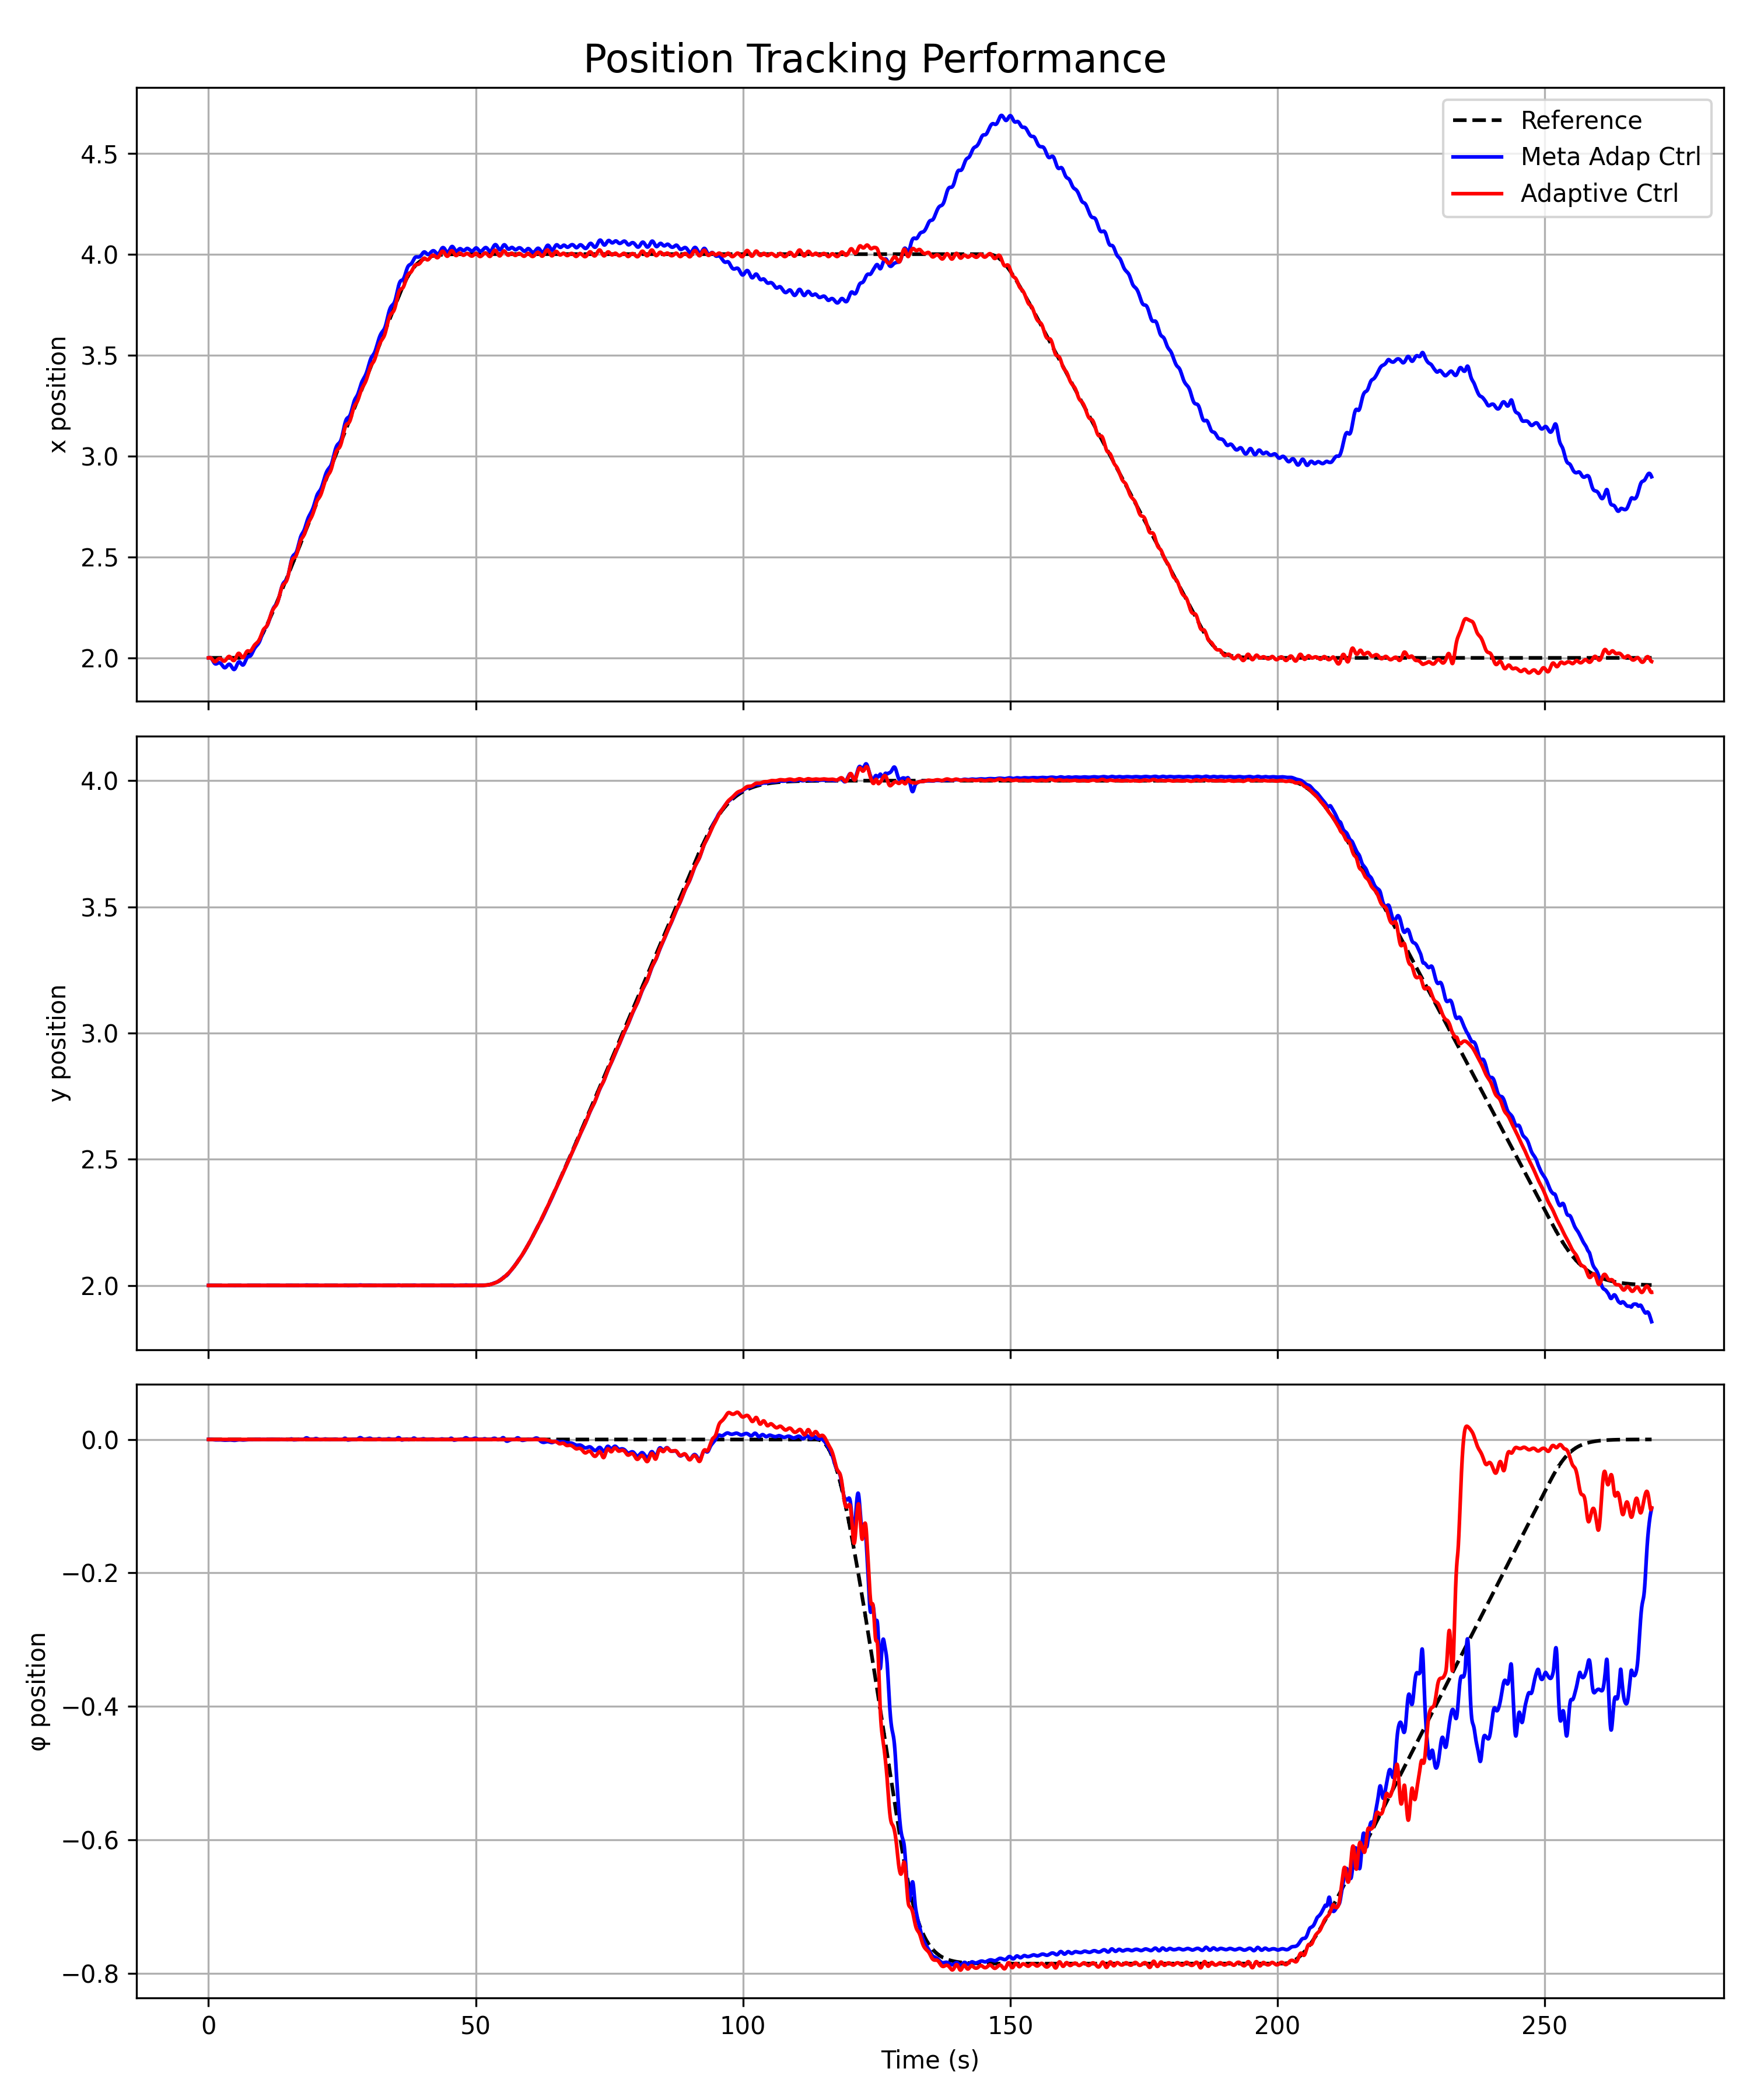 Position Tracking Performance
Reference
Meta Adap Ctrl
Adaptive Ctrl
4.5
4.0
3.5
3.0
2.5
2.0
x position
4.0
3.5
3.0
2.5
2.0
y position
0.0
−0.2
−0.4
−0.6
−0.8
φ position
0 50 100 150 200 250
Time (s)